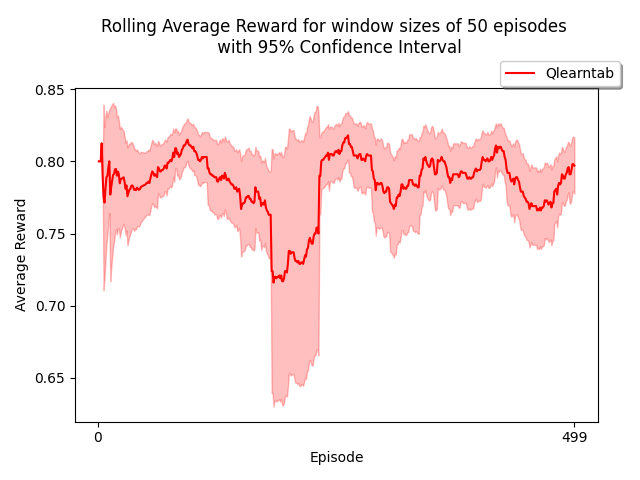 Rolling Average Reward for window sizes of 50 episodes
with 95% Confidence Interval
Qlearntab
0.85
0.80
0.75
0.70
0.65
Average Reward
0
499
Episode